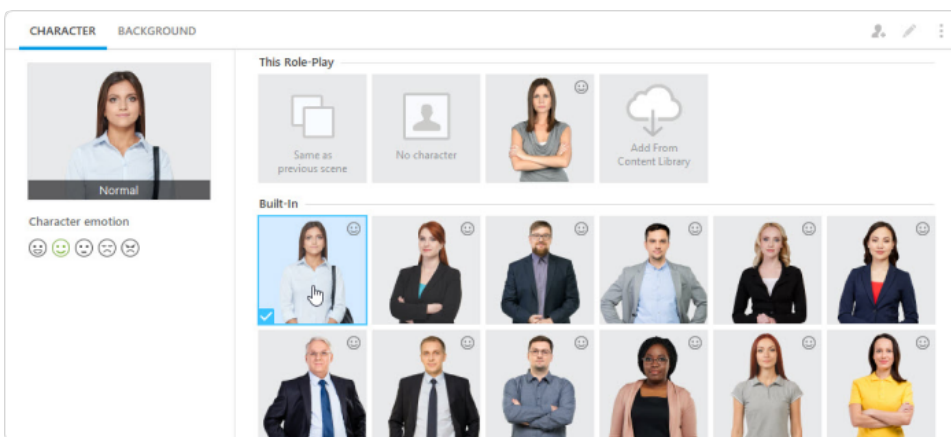 CHARACTER BACKGROUND
This Role-Play
Same as
previous scene
No character
Add From
Content Library
Normal
Character emotion
Built-In